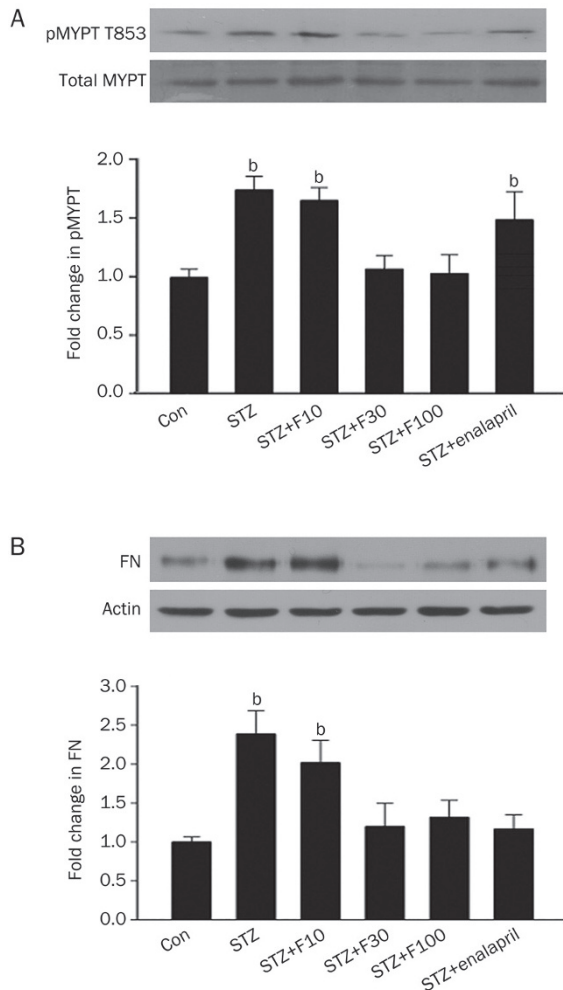 A
pMYPT T853
Total MYPT
Fold change in pMYPT
2.0
1.5
1.0
0.5
0.0
b
b
b
Con
STZ
STZ+F10
STZ+F30
STZ+F100
STZ+enalapril
B
FN
Actin
Fold change in FN
3.0
2.5
2.0
1.5
1.0
0.5
0.0
b
b
Con
STZ
STZ+F10
STZ+F30
STZ+F100
STZ+enalapril